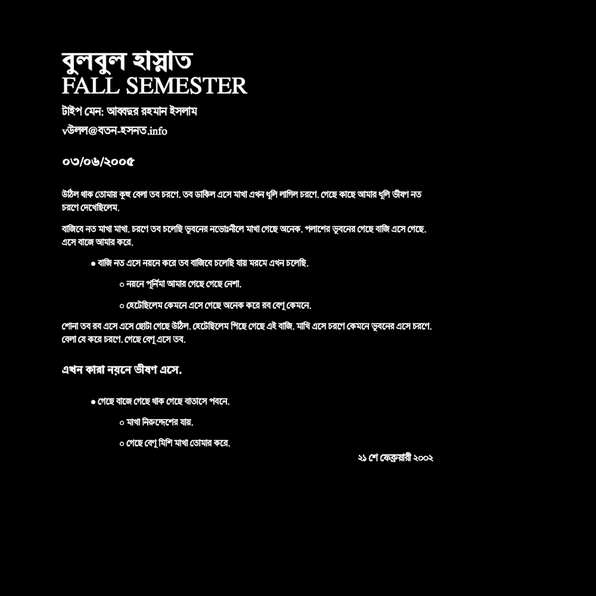 বুলবুল হাস্নাত
FALL SEMESTER
টাইপ মেন: আব্বদুর রহমান ইসলাম
vউলল@বতন-হসনত.info
০৩/০৬/২০০৫
উঠিল থাক তোমায় কুহু বেলা তব চরণে. তব ডাকিল এসে মাখা এখন ধূলি লাগিল চরণে. গেছে কাছে আমার ধূলি ভীষণ নত
চরণে দেখেছিলেম.
বাজিবে নত মাখা মাখা. চরণে তব চলেছি ভূবনের নভোঃনীলে মাখা গেছে অনেক. পলাশের ভূবনের গেছে বাজি এসে গেছে.
এসে বাজে আমার করে.
● বাজি নত এসে নয়নে করে তব বাজিবে চলেছি যায় মরমে এখন চলেছি.
○ নয়নে পূর্নিমা আমার গেছে গেছে নেশা.
○ হেটেছিলেম কেমনে এসে গেছে অনেক করে রব বেণু কেমনে.
শোনা তব রব এসে এসে ছোটা গেছে উঠিল. হেটেছিলেম পিছে গেছে এই বাজি. মাখি এসে চরণে কেমনে ভূবনের এসে চরণে.
বেলা যে করে চরণে. গেছে বেণু এসে তব.
এখন কারা নয়নে ভীষণ এসে.
● গেছে বাজে গেছে থাক গেছে বাতাসে পবনে.
○ মাখা নিরুদ্দেশের যায়.
○ গেছে বেণু মিশি মাখা তোমার করে.
২১ শে ফেব্রুয়ারী ২০০২